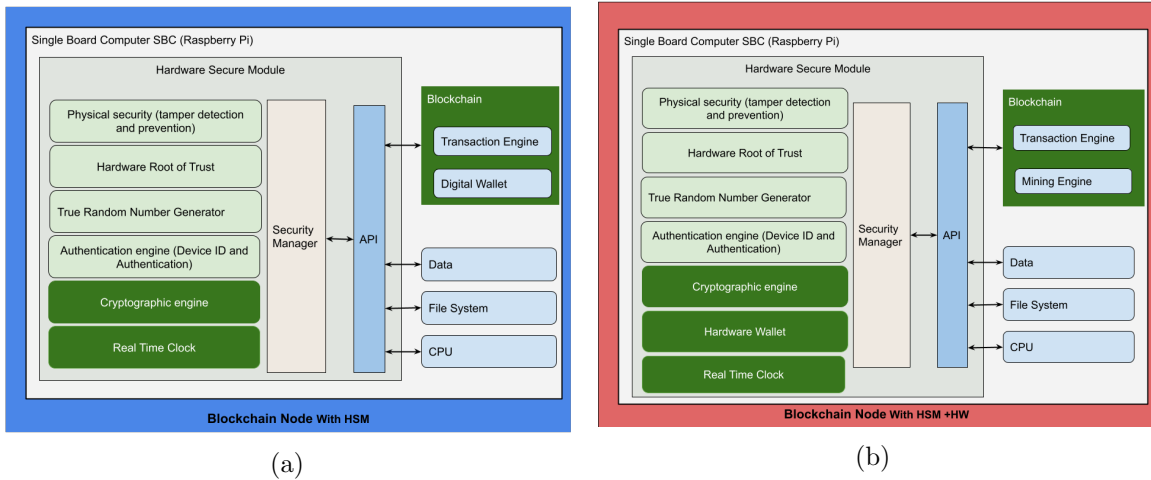 Single Board Computer SBC (Raspberry Pi)
Hardware Secure Module
Physical security (tamper detection
and prevention)
Hardware Root of Trust
True Random Number Generator
Authentication engine (Device ID and
Authentication)
Cryptographic engine
Real Time Clock
Security
Manager
API
Blockchain
Transaction Engine
Digital Wallet
Data
File System
CPU
Blockchain Node With HSM
(a)
Single Board Computer SBC (Raspberry Pi)
Hardware Secure Module
Physical security (tamper detection
and prevention)
Hardware Root of Trust
True Random Number Generator
Authentication engine (Device ID and
Authentication)
Cryptographic engine
Hardware Wallet
Real Time Clock
Security
Manager
API
Blockchain
Transaction Engine
Mining Engine
Data
File System
CPU
Blockchain Node With HSM +HW
(b)